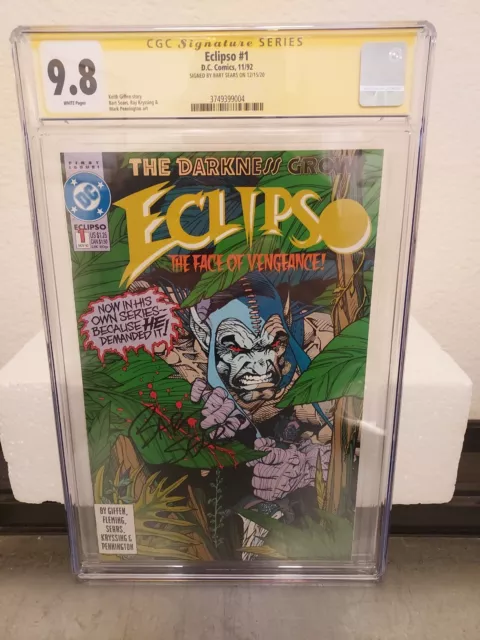 CGC Signature SERIES
9.8
WHITE Pages
Eclipso #1
D.C. Comics, 11/92
SIGNED BY BART SEARS ON 12/15/20
Keith Giffen story
Bart Sears, Ray Kryssing &
Mark Pennington art
3749399004
FIRST
DC
ECLIPSO
1
US $1.25
THE DARKNESS GRO
ECLIPSO
THE FACE OF VENGEANCE!
NOW IN HIS
OWN SERIES--
BECAUSE HE
DEMANDED IT!
BY GIFFEN,
FLEMING,
SEARS,
KRYSSING &
PENNINGTON